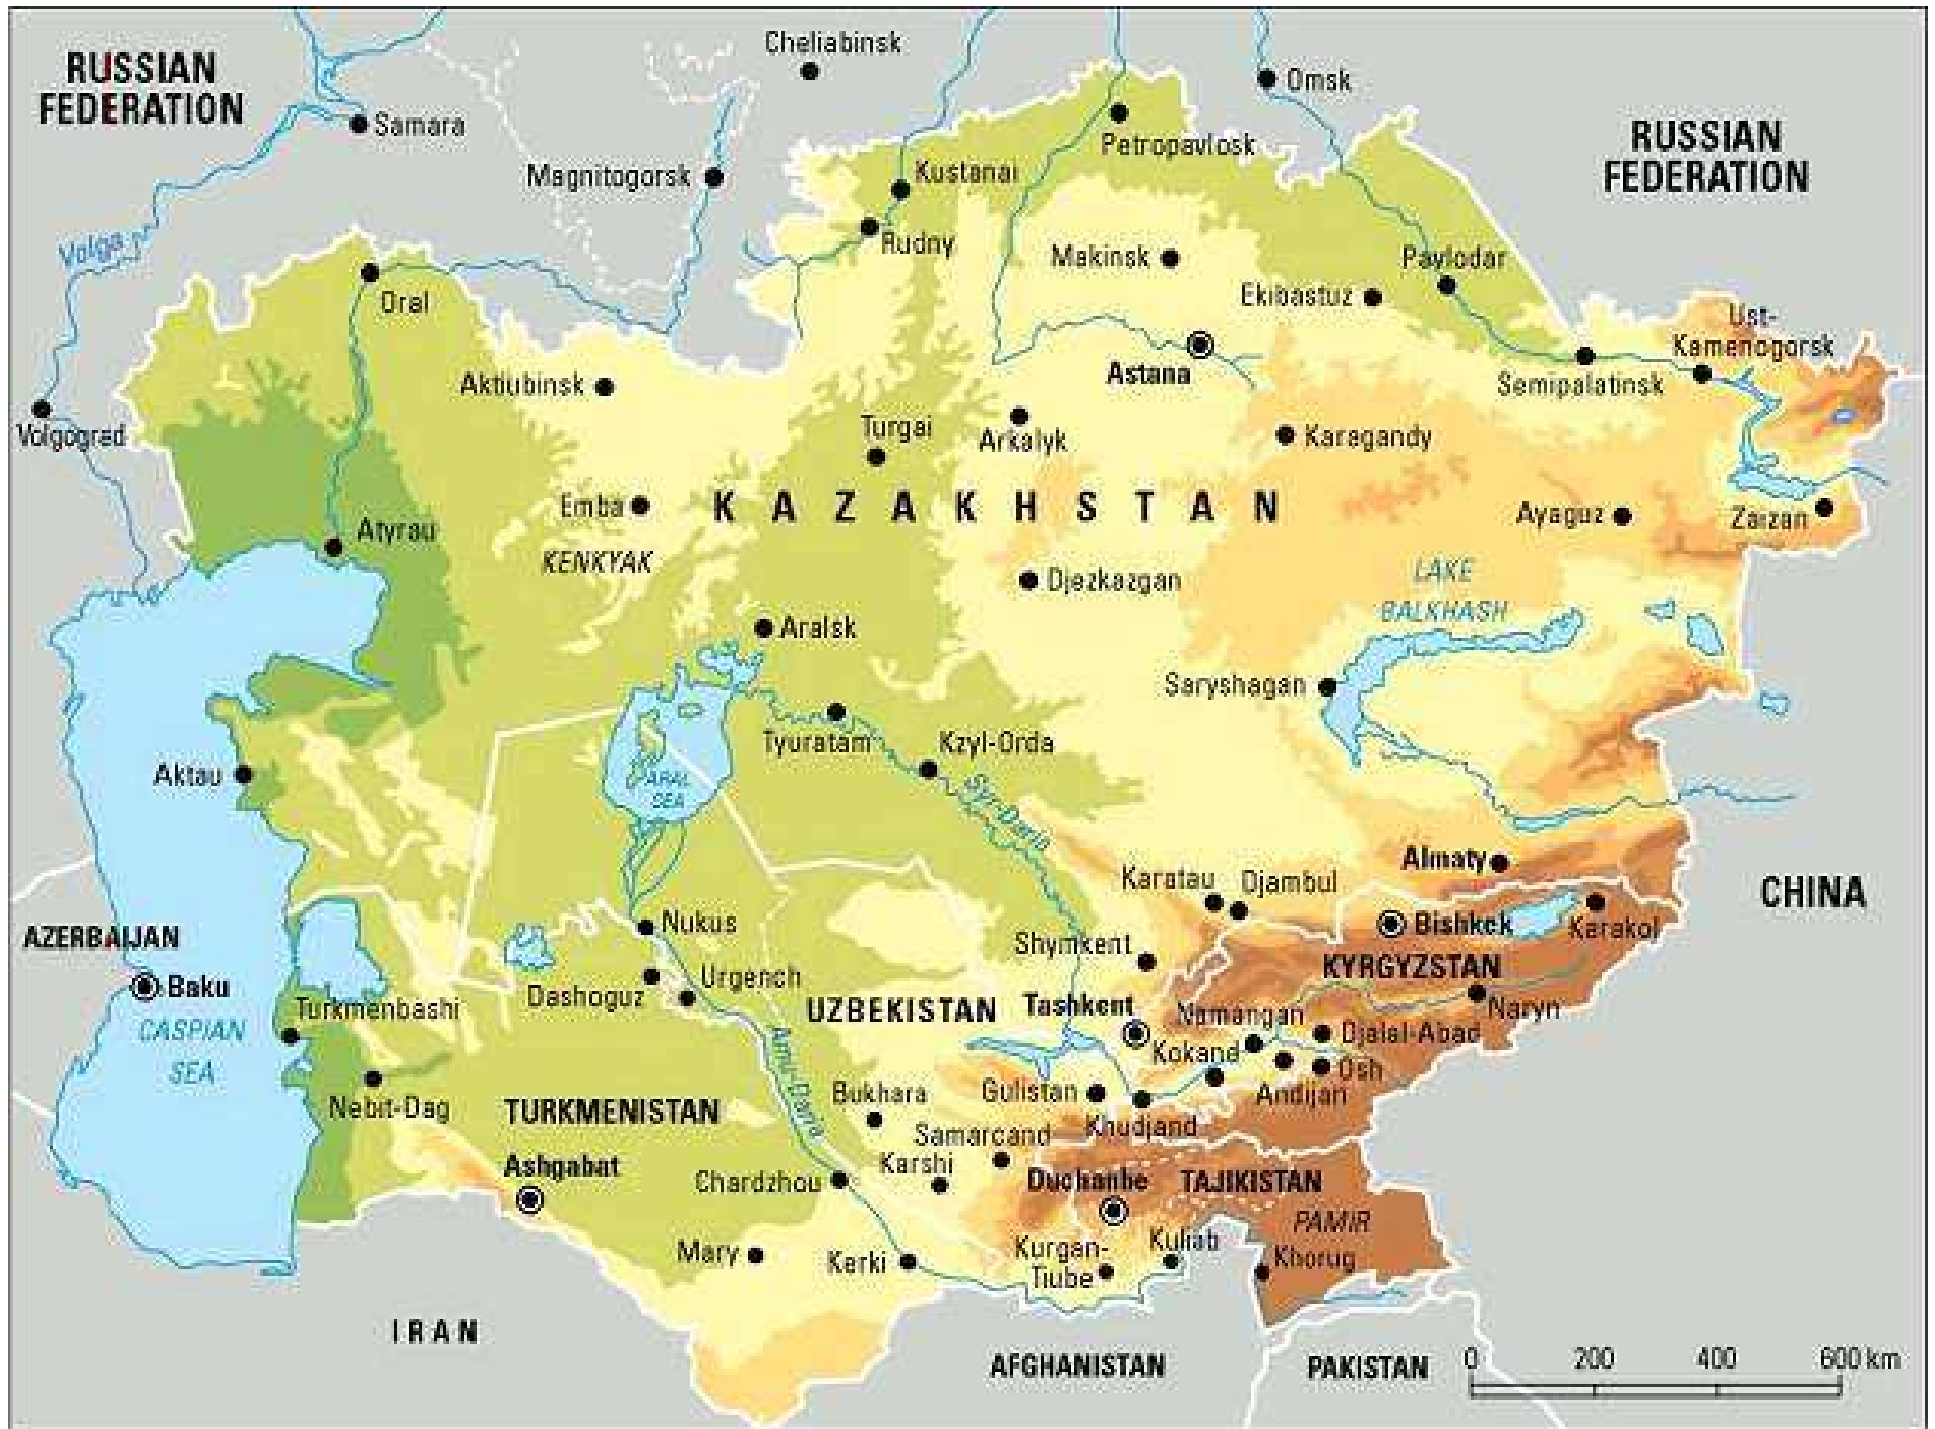 RUSSIAN
FEDERATION
Cheliabinsk
Omsk
Samara
Petropavlosk
RUSSIAN
FEDERATION
Magnitogorsk
Kustanai
Volga
Rudny
Makinsk
Pavlodar
Oral
Ekibastuz
Ust-
Kamenogorsk
Astana
Aktiubinsk
Semipalatinsk
Volgograd
Turgai
Arkalyk
Karagandy
Emba
KAZAKHSTAN
Ayaguz
Zaizan
Atyrau
KENKYAK
Djezkazgan
LAKE
BALKHASH
Aralsk
Saryshagan
Tyuratam
Kzyl-Orda
Aktau
ARAL
SEA
Syr-Daria
Almaty
Karatau
Djambul
CHINA
AZERBAIJAN
Nukus
Shymkent
Bishkek
Karakol
KYRGYZSTAN
Baku
Dashoguz
Urgench
UZBEKISTAN
Tashkent
Namangan
Naryn
Turkmenbashi
CASPIAN
SEA
Amu-Daria
Kokand
Djalal-Abad
Osh
Nebit-Dag
TURKMENISTAN
Bukhara
Gulistan
Andijan
Samarcand
Khudjand
Ashgabat
Chardzhou
Karshi
Duchanbe
TAJIKISTAN
PAMIR
Mary
Kerki
Kurgan-
Tiube
Kuliab
Khorug
IRAN
AFGHANISTAN
PAKISTAN
0 200 400 600 km